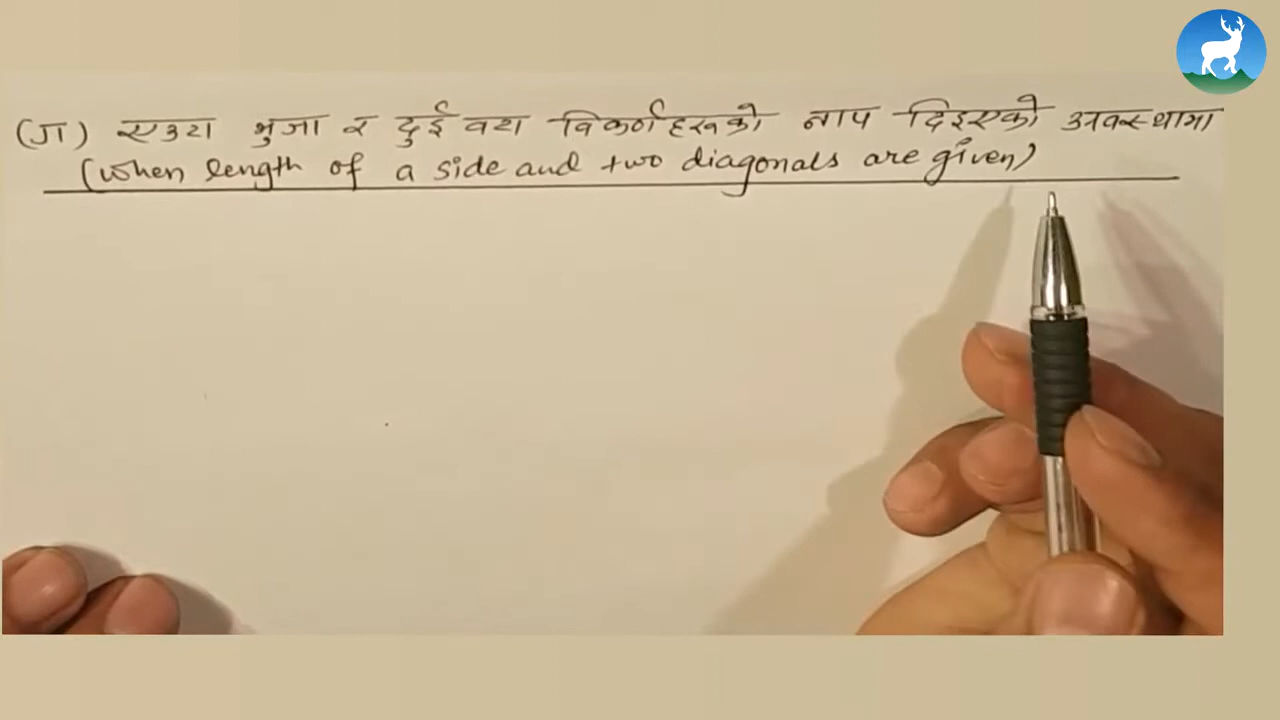 (ग) एउटा भुजा र दुई वटा विकर्णहरूको नाप दिइएको अवस्थामा
(when length of a side and two diagonals are given)